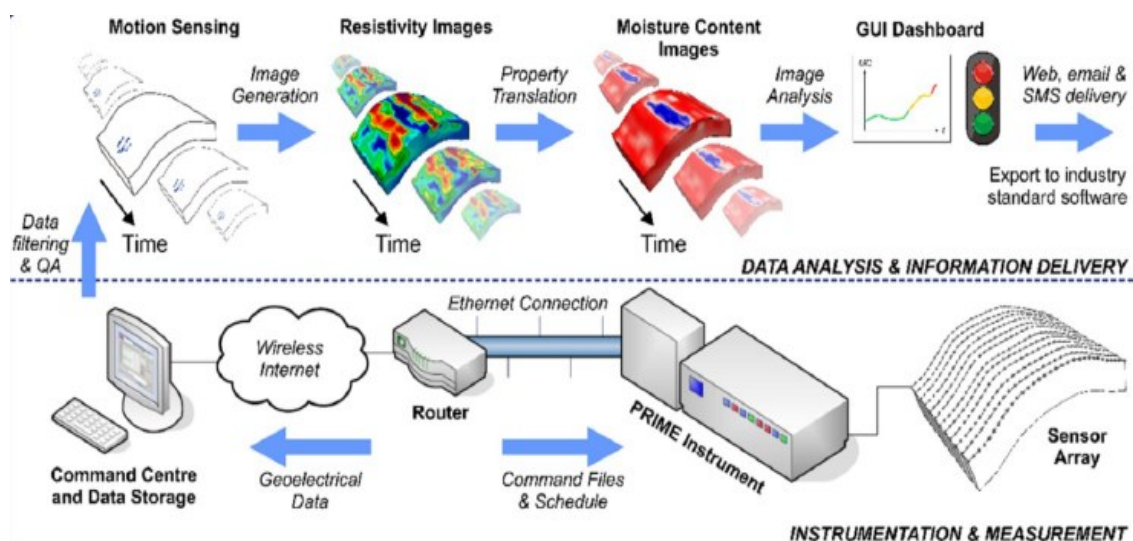 Motion Sensing
Resistivity Images
Moisture Content
Images
GUI Dashboard
Image
Generation
Property
Translation
Image
Analysis
Web, email &
SMS delivery
Export to industry
standard software
Time
Time
Time
Data
filtering
& QA
DATA ANALYSIS & INFORMATION DELIVERY
Ethernet Connection
Wireless
Internet
Router
PRIME Instrument
Sensor
Array
Command Centre
and Data Storage
Geoelectrical
Data
Command Files
& Schedule
INSTRUMENTATION & MEASUREMENT